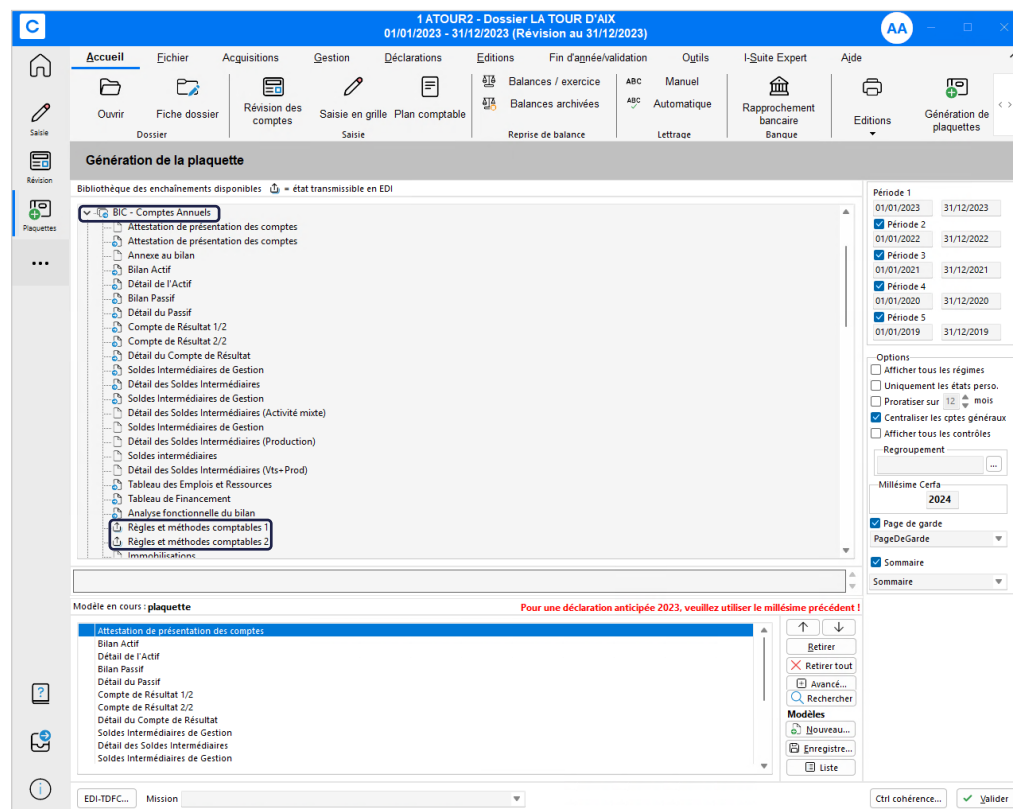 C
1 ATOUR2 - Dossier LA TOUR D'AIX
01/01/2023 - 31/12/2023 (Révision au 31/12/2023)
AA
Accueil Fichier Acquisitions Gestion Déclarations Editions Fin d'année/validation Outils I-Suite Expert Aide
Ouvrir
Fiche dossier
Dossier
Révision des comptes
Saisie en grille
Plan comptable
Saisie
Balances / exercice
Balances archivées
Reprise de balance
ABC Manuel
ABC Automatique
Lettrage
Rapprochement bancaire
Banque
Editions
Génération de plaquettes
Saisie
Révision
Plaquettes
Génération de la plaquette
Bibliothèque des enchaînements disponibles = état transmissible en EDI
BIC - Comptes Annuels
Attestation de présentation des comptes
Attestation de présentation des comptes
Annexe au bilan
Bilan Actif
Détail de l'Actif
Bilan Passif
Détail du Passif
Compte de Résultat 1/2
Compte de Résultat 2/2
Détail du Compte de Résultat
Soldes Intermédiaires de Gestion
Détail des Soldes Intermédiaires
Soldes Intermédiaires de Gestion
Détail des Soldes Intermédiaires (Activité mixte)
Soldes Intermédiaires de Gestion
Détail des Soldes Intermédiaires (Production)
Soldes intermédiaires
Détail des Soldes Intermédiaires (Vts+Prod)
Tableau des Emplois et Ressources
Tableau de Financement
Analyse fonctionnelle du bilan
Règles et méthodes comptables 1
Règles et méthodes comptables 2
Immobilisations
Période 1
01/01/2023 31/12/2023
Période 2
01/01/2022 31/12/2022
Période 3
01/01/2021 31/12/2021
Période 4
01/01/2020 31/12/2020
Période 5
01/01/2019 31/12/2019
Options
Afficher tous les régimes
Uniquement les états perso.
Proratiser sur 12 mois
Centraliser les cptes généraux
Afficher tous les contrôles
Regroupement
...
Millésime Cerfa
2024
Page de garde
PageDeGarde
Sommaire
Sommaire
Modèle en cours : plaquette
Pour une déclaration anticipée 2023, veuillez utiliser le millésime précédent !
Attestation de présentation des comptes
Bilan Actif
Détail de l'Actif
Bilan Passif
Détail du Passif
Compte de Résultat 1/2
Compte de Résultat 2/2
Détail du Compte de Résultat
Soldes Intermédiaires de Gestion
Détail des Soldes Intermédiaires
Soldes Intermédiaires de Gestion
Retirer
Retirer tout
Avancé...
Rechercher
Modèles
Nouveau...
Enregistre...
Liste
EDI-TDFC...
Mission
Ctrl cohérence...
Valider